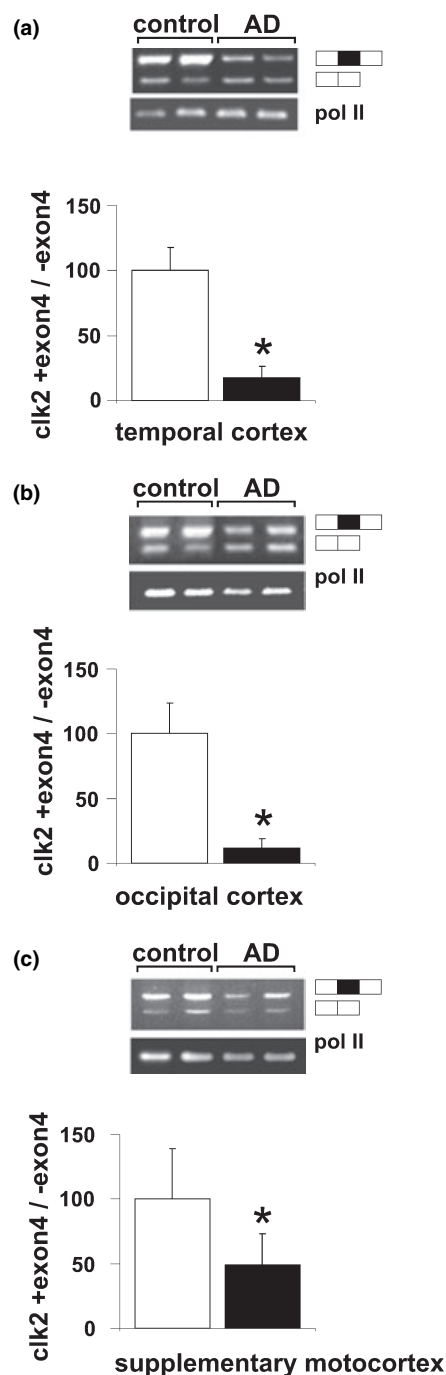 (a)
control AD
pol II
clk2 +exon4 / -exon4
150
100
50
0
*
temporal cortex
(b)
control AD
pol II
clk2 +exon4 / -exon4
150
100
50
0
*
occipital cortex
(c)
control AD
pol II
clk2 +exon4 / -exon4
150
100
50
0
*
supplementary motocortex